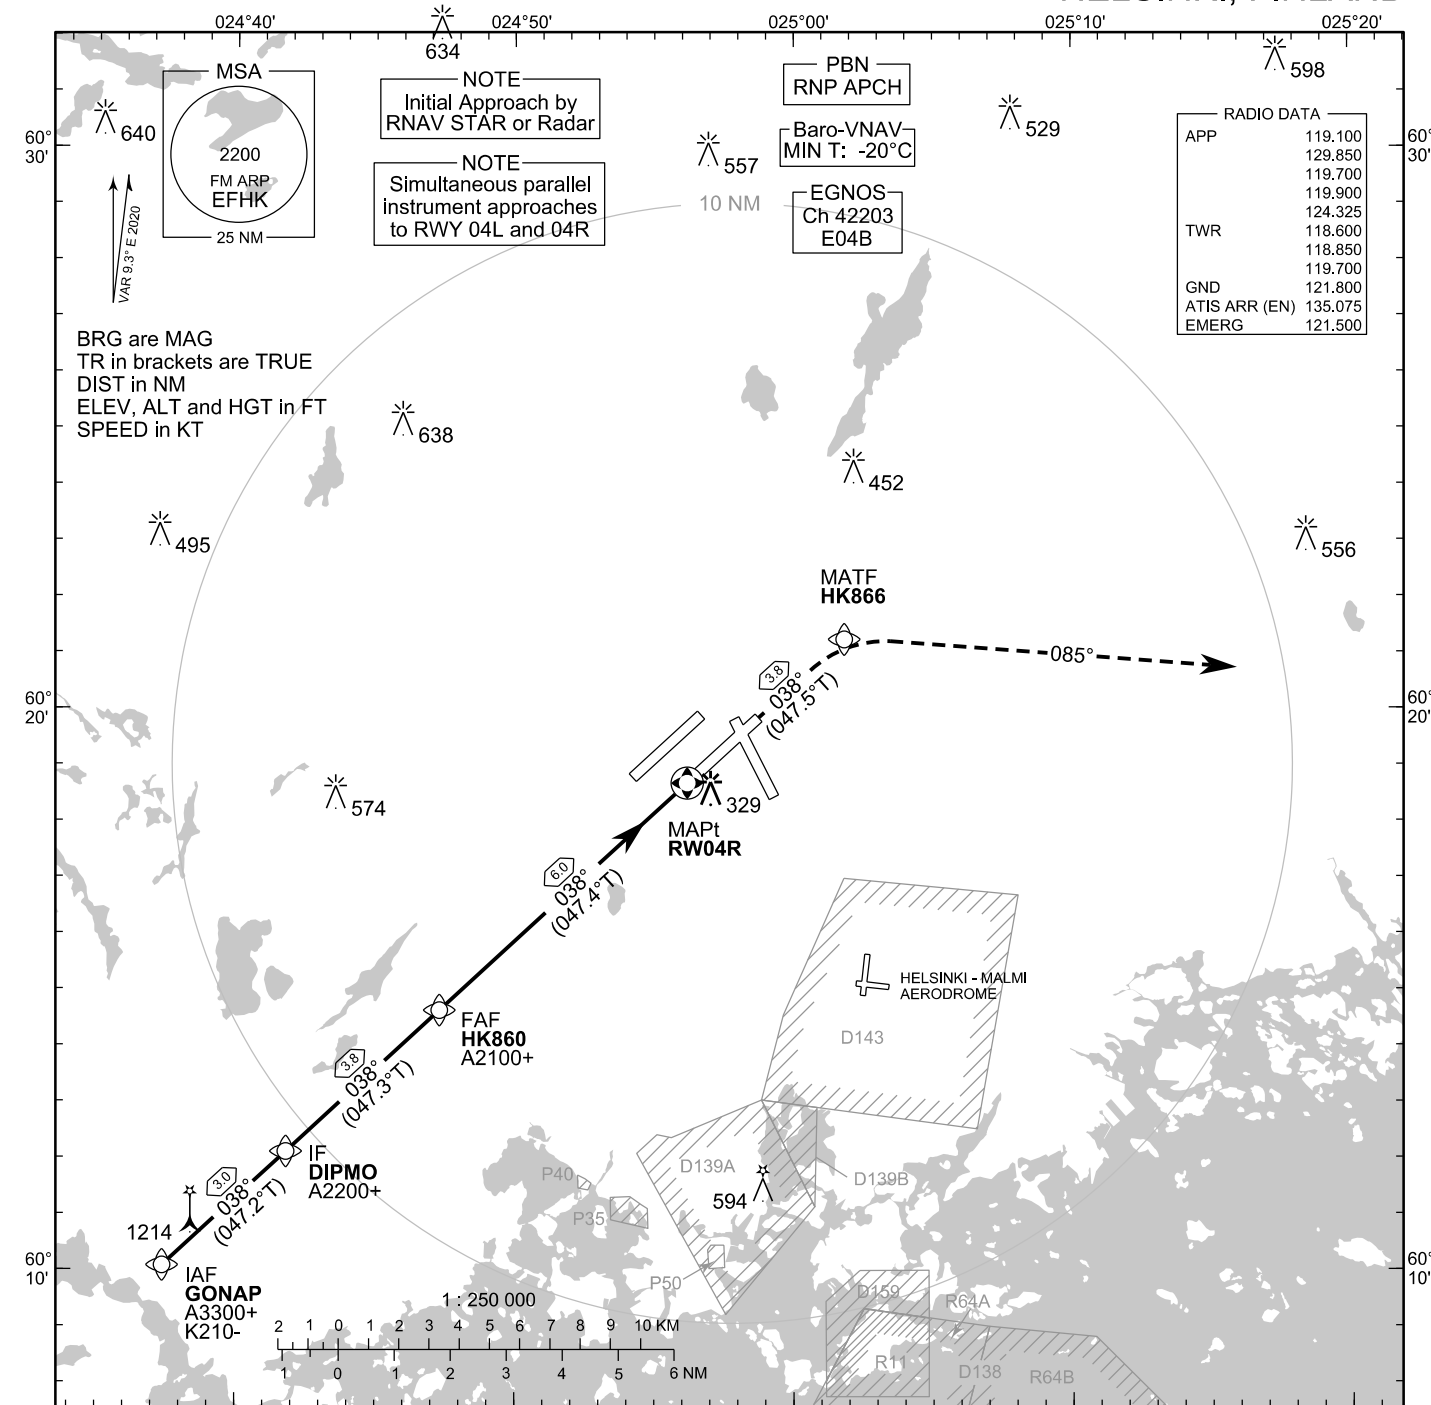 024°40'
024°50'
025°00'
025°10'
025°20'
634
598
640
529
557
60°
30'
60°
30'
MSA
2200
FM ARP
EFHK
25 NM
VAR 9.3° E 2020
NOTE
Initial Approach by
RNAV STAR or Radar
NOTE
Simultaneous parallel
instrument approaches
to RWY 04L and 04R
PBN
RNP APCH
Baro-VNAV
MIN T: -20°C
EGNOS
Ch 42203
E04B
10 NM
RADIO DATA
APP 119.100
129.850
119.700
119.900
124.325
TWR 118.600
118.850
119.700
GND 121.800
ATIS ARR (EN) 135.075
EMERG 121.500
BRG are MAG
TR in brackets are TRUE
DIST in NM
ELEV, ALT and HGT in FT
SPEED in KT
638
452
495
556
MATF
HK866
085°
3.8
038°
(047.5°T)
60°
20'
60°
20'
574
329
MAPt
RW04R
6.0
038°
(047.4°T)
HELSINKI - MALMI
AERODROME
D143
FAF
HK860
A2100+
3.8
038°
(047.3°T)
IF
DIPMO
A2200+
3.0
038°
(047.2°T)
1214
IAF
GONAP
A3300+
K210-
P40
P35
D139A
594
D139B
P50
D159
R64A
R11
D138
R64B
60°
10'
60°
10'
1 : 250 000
2 1 0 1 2 3 4 5 6 7 8 9 10 KM
1 0 1 2 3 4 5 6 NM